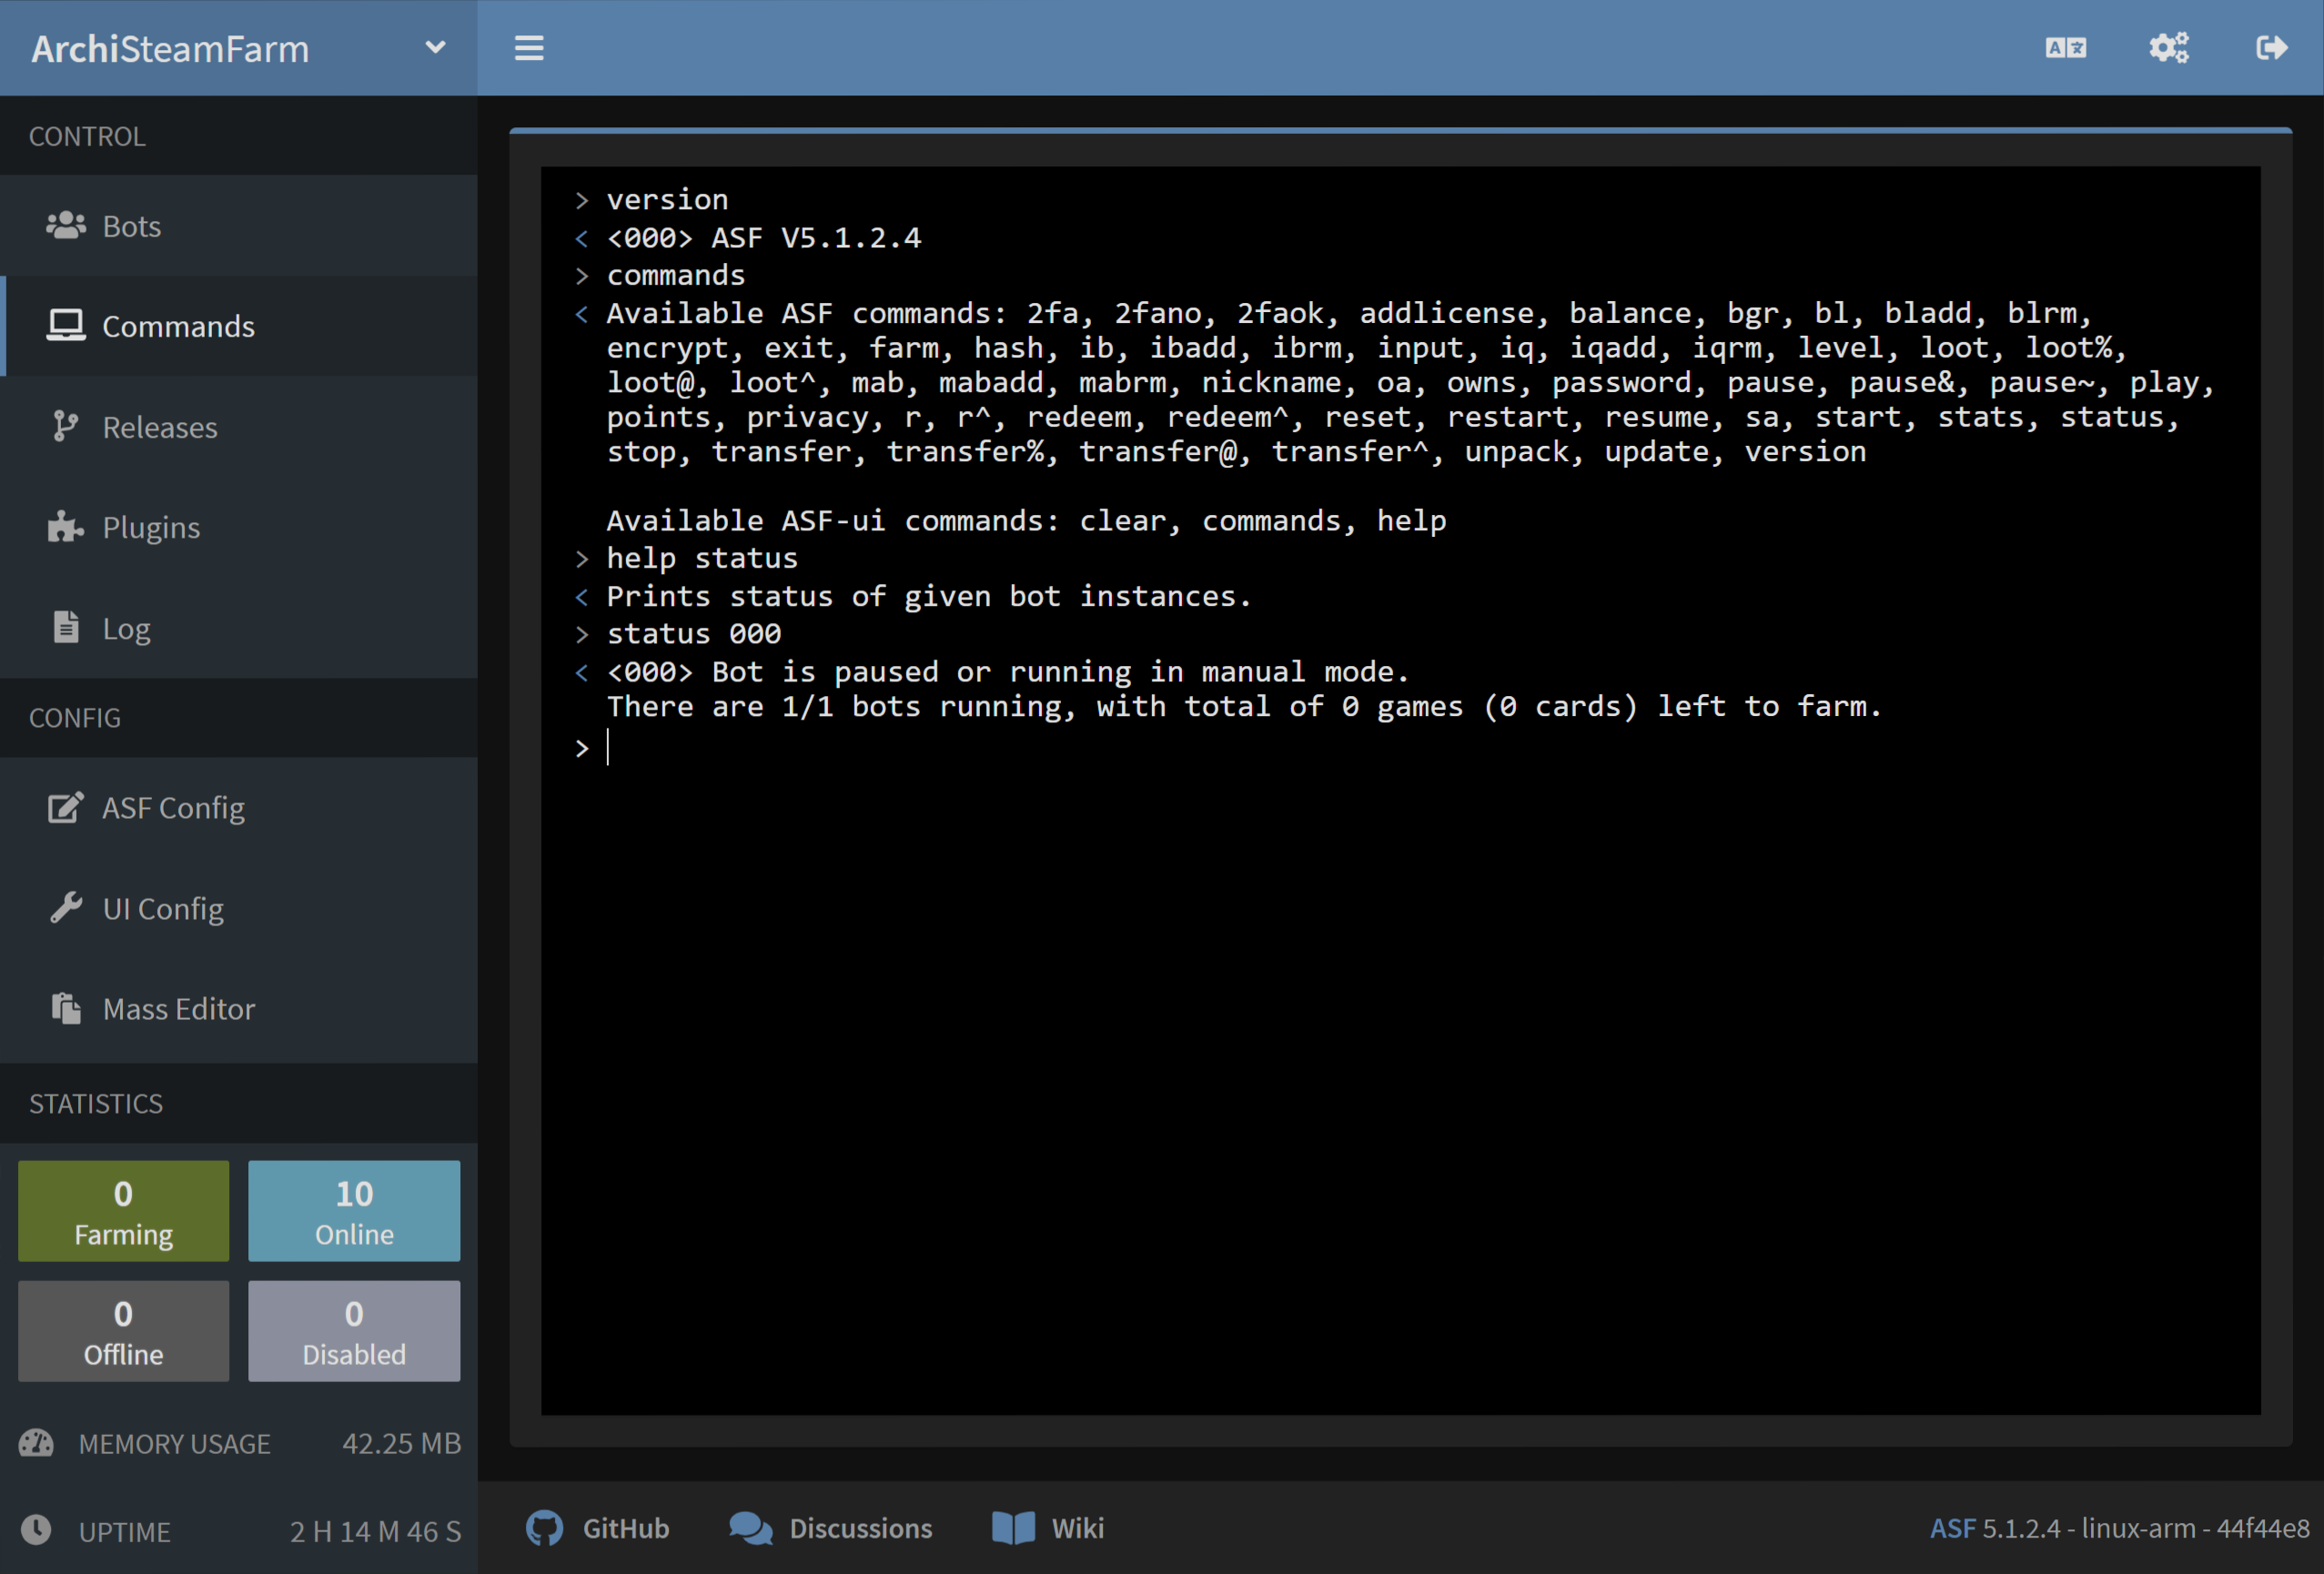 ArchiSteamFarm
CONTROL
Bots
Commands
Releases
Plugins
Log
CONFIG
ASF Config
UI Config
Mass Editor
STATISTICS
0
Farming
10
Online
0
Offline
0
Disabled
MEMORY USAGE 42.25 MB
UPTIME 2 H 14 M 46 S
> version
< <000> ASF V5.1.2.4
> commands
< Available ASF commands: 2fa, 2fano, 2faok, addlicense, balance, bgr, bl, bladd, blrm,
encrypt, exit, farm, hash, ib, ibadd, ibrm, input, iq, iqadd, iqrm, level, loot, loot%,
loot@, loot^, mab, mabadd, mabrm, nickname, oa, owns, password, pause, pause&, pause~, play,
points, privacy, r, r^, redeem, redeem^, reset, restart, resume, sa, start, stats, status,
stop, transfer, transfer%, transfer@, transfer^, unpack, update, version
Available ASF-ui commands: clear, commands, help
> help status
< Prints status of given bot instances.
> status 000
< <000> Bot is paused or running in manual mode.
There are 1/1 bots running, with total of 0 games (0 cards) left to farm.
>
GitHub
Discussions
Wiki
ASF 5.1.2.4 - linux-arm - 44f44e8